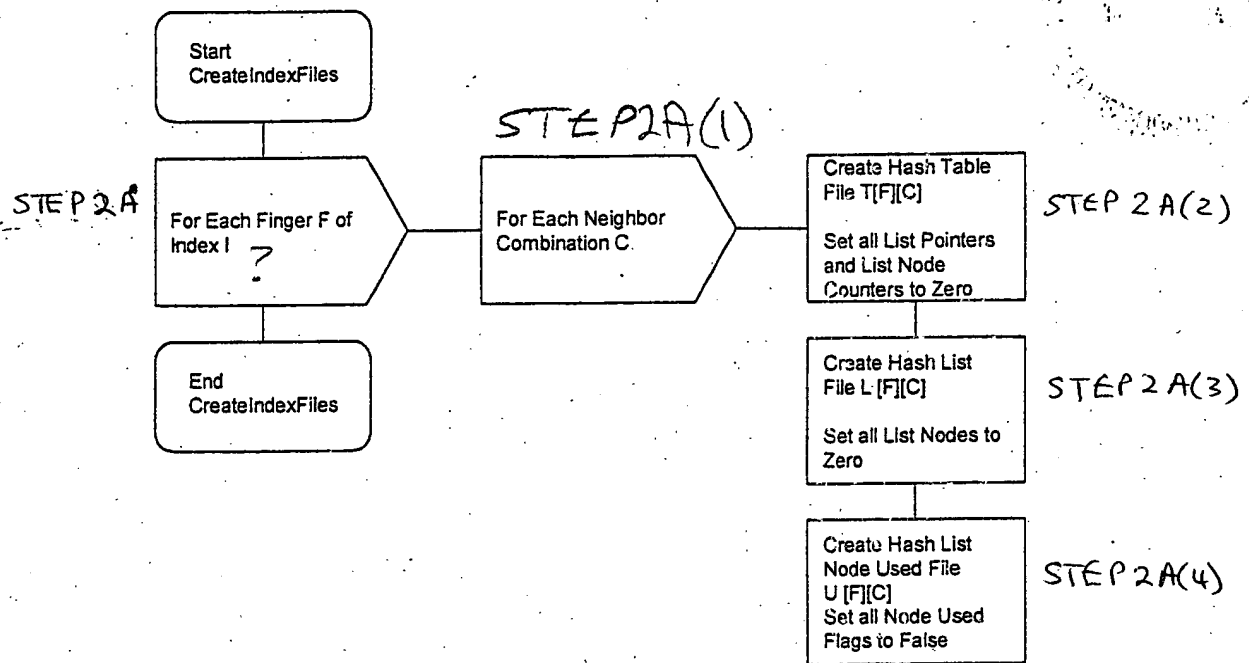 Start
CreateIndexFiles
STEP2A(1)
STEP 2A
For Each Finger F of
Index I
?
For Each Neighbor
Combination C.
Create Hash Table
File T[F][C]
Set all List Pointers
and List Node
Counters to Zero
STEP 2A(2)
End
CreateIndexFiles
Create Hash List
File L [F][C]
Set all List Nodes to
Zero
STEP 2A(3)
Create Hash List
Node Used File
U [F][C]
Set all Node Used
Flags to False
STEP 2A(4)